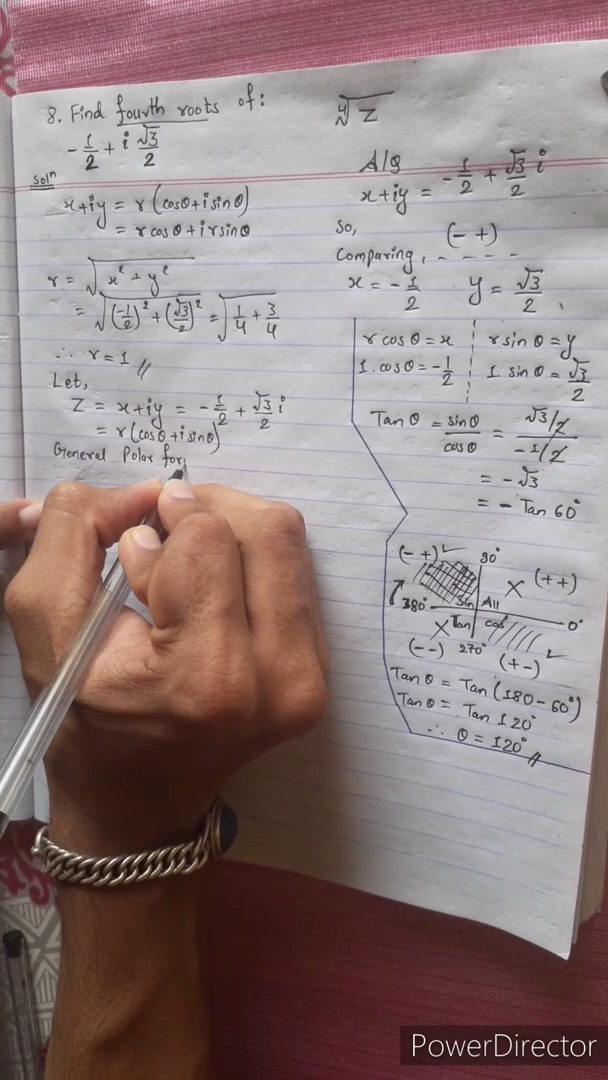 8. Find fourth roots of:
-1/2 + i √3/2
Solⁿ
x+iy = r (cosθ+isinθ)
= r cosθ + i r sinθ
r = √(x² + y²)
= √((-1/2)² + (√3/2)²) = √(1/4 + 3/4)
∴ r = 1 //
Let,
Z = x+iy = -1/2 + √3/2 i
= r(cosθ+isinθ)
General Polar for
∜Z
A/Q
x+iy = -1/2 + √3/2 i
So, (- +)
Comparing, - - - -
x = -1/2 y = √3/2,
r cosθ = x r sinθ = y
1. cosθ = -1/2 1. sinθ = √3/2
Tanθ = sinθ/cosθ = (√3/2)/(-1/2)
= -√3
= - Tan 60°
(- +) ✓ 90° X (+ +)
380° Sin All 0°
X Tan cos ✓
(- -) 270° (+ -)
Tanθ = Tan (180-60°)
Tanθ = Tan 120°
∴ θ = 120° //
PowerDirector